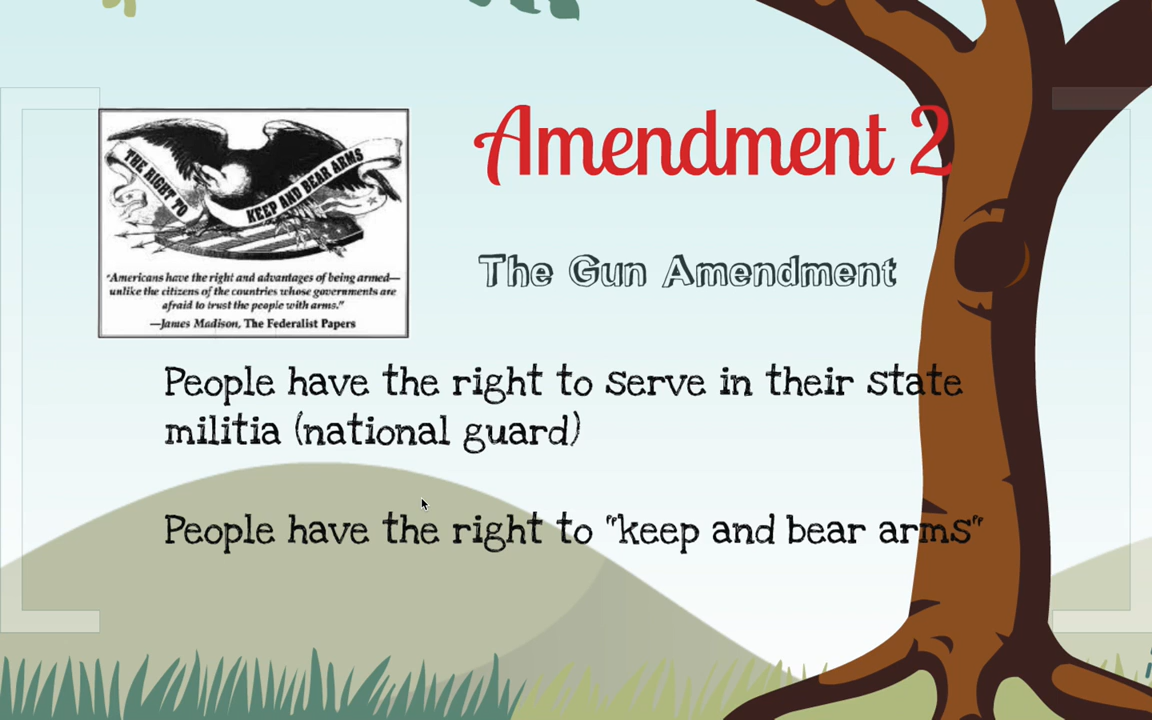 THE RIGHT TO
KEEP AND BEAR ARMS
"Americans have the right and advantages of being armed—
unlike the citizens of the countries whose governments are
afraid to trust the people with arms."
—James Madison, The Federalist Papers
Amendment 2
The Gun Amendment
People have the right to serve in their state
militia (national guard)
People have the right to "keep and bear arms"